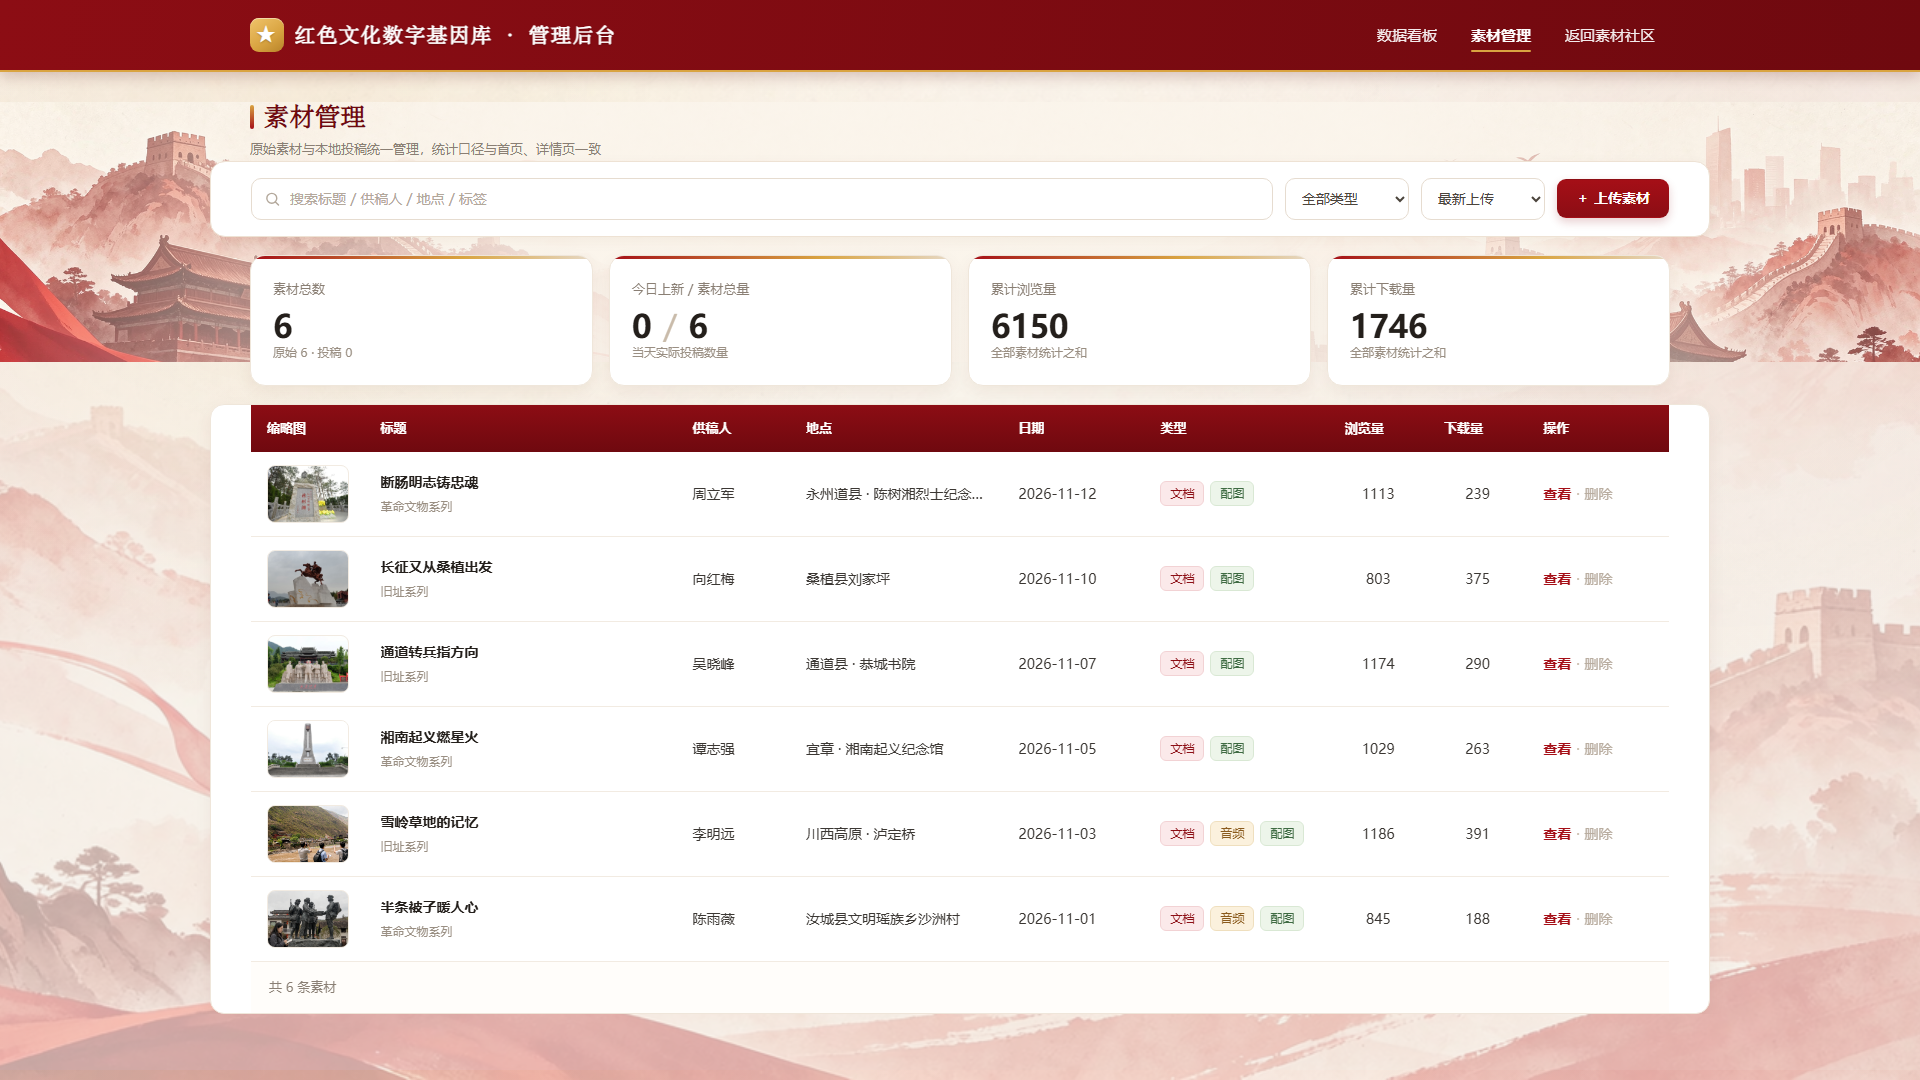 红色文化数字基因库 · 管理后台
数据看板 素材管理 返回素材社区
素材管理
原始素材与本地投稿统一管理，统计口径与首页、详情页一致
搜索标题 / 供稿人 / 地点 / 标签 全部类型 最新上传 + 上传素材
素材总数
6
原始 6 · 投稿 0
今日上新 / 素材总量
0 / 6
当天实际投稿数量
累计浏览量
6150
全部素材统计之和
累计下载量
1746
全部素材统计之和
缩略图 标题 供稿人 地点 日期 类型 浏览量 下载量 操作
断肠明志铸忠魂
革命文物系列
周立军 永州道县 · 陈树湘烈士纪念... 2026-11-12 文档 配图 1113 239 查看 · 删除
长征又从桑植出发
旧址系列
向红梅 桑植县刘家坪 2026-11-10 文档 配图 803 375 查看 · 删除
通道转兵指方向
旧址系列
吴晓峰 通道县 · 恭城书院 2026-11-07 文档 配图 1174 290 查看 · 删除
湘南起义燃星火
革命文物系列
谭志强 宜章 · 湘南起义纪念馆 2026-11-05 文档 配图 1029 263 查看 · 删除
雪岭草地的记忆
旧址系列
李明远 川西高原 · 泸定桥 2026-11-03 文档 音频 配图 1186 391 查看 · 删除
半条被子暖人心
革命文物系列
陈雨薇 汝城县文明瑶族乡沙洲村 2026-11-01 文档 音频 配图 845 188 查看 · 删除
共 6 条素材